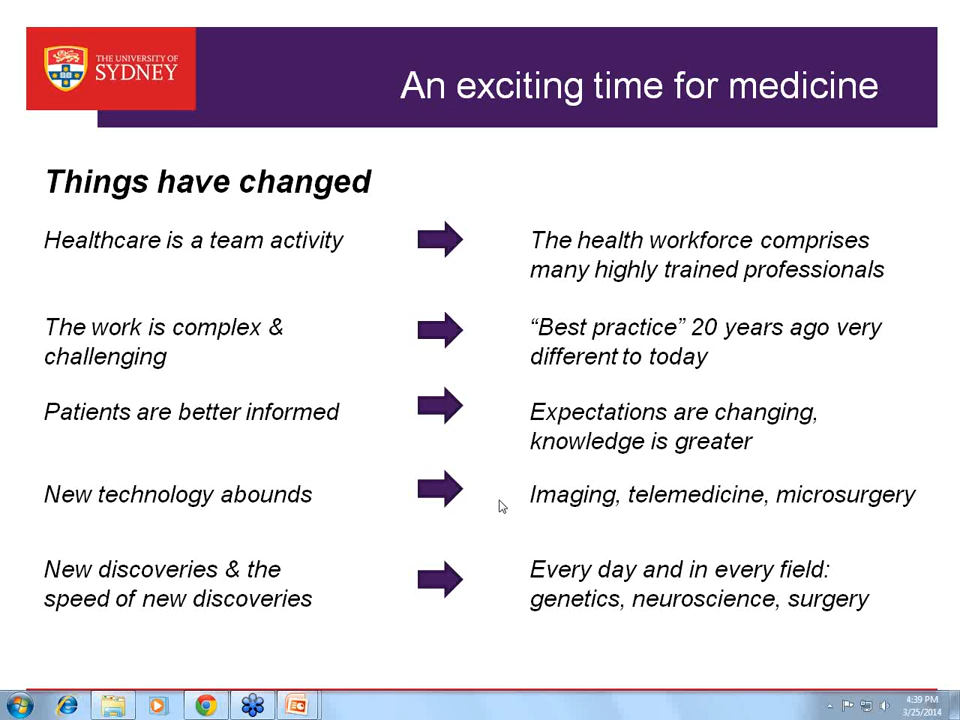 THE UNIVERSITY OF
SYDNEY
An exciting time for medicine
Things have changed
Healthcare is a team activity
The health workforce comprises
many highly trained professionals
The work is complex &
challenging
“Best practice” 20 years ago very
different to today
Patients are better informed
Expectations are changing,
knowledge is greater
New technology abounds
Imaging, telemedicine, microsurgery
New discoveries & the
speed of new discoveries
Every day and in every field:
genetics, neuroscience, surgery
4:39 PM
3/25/2014